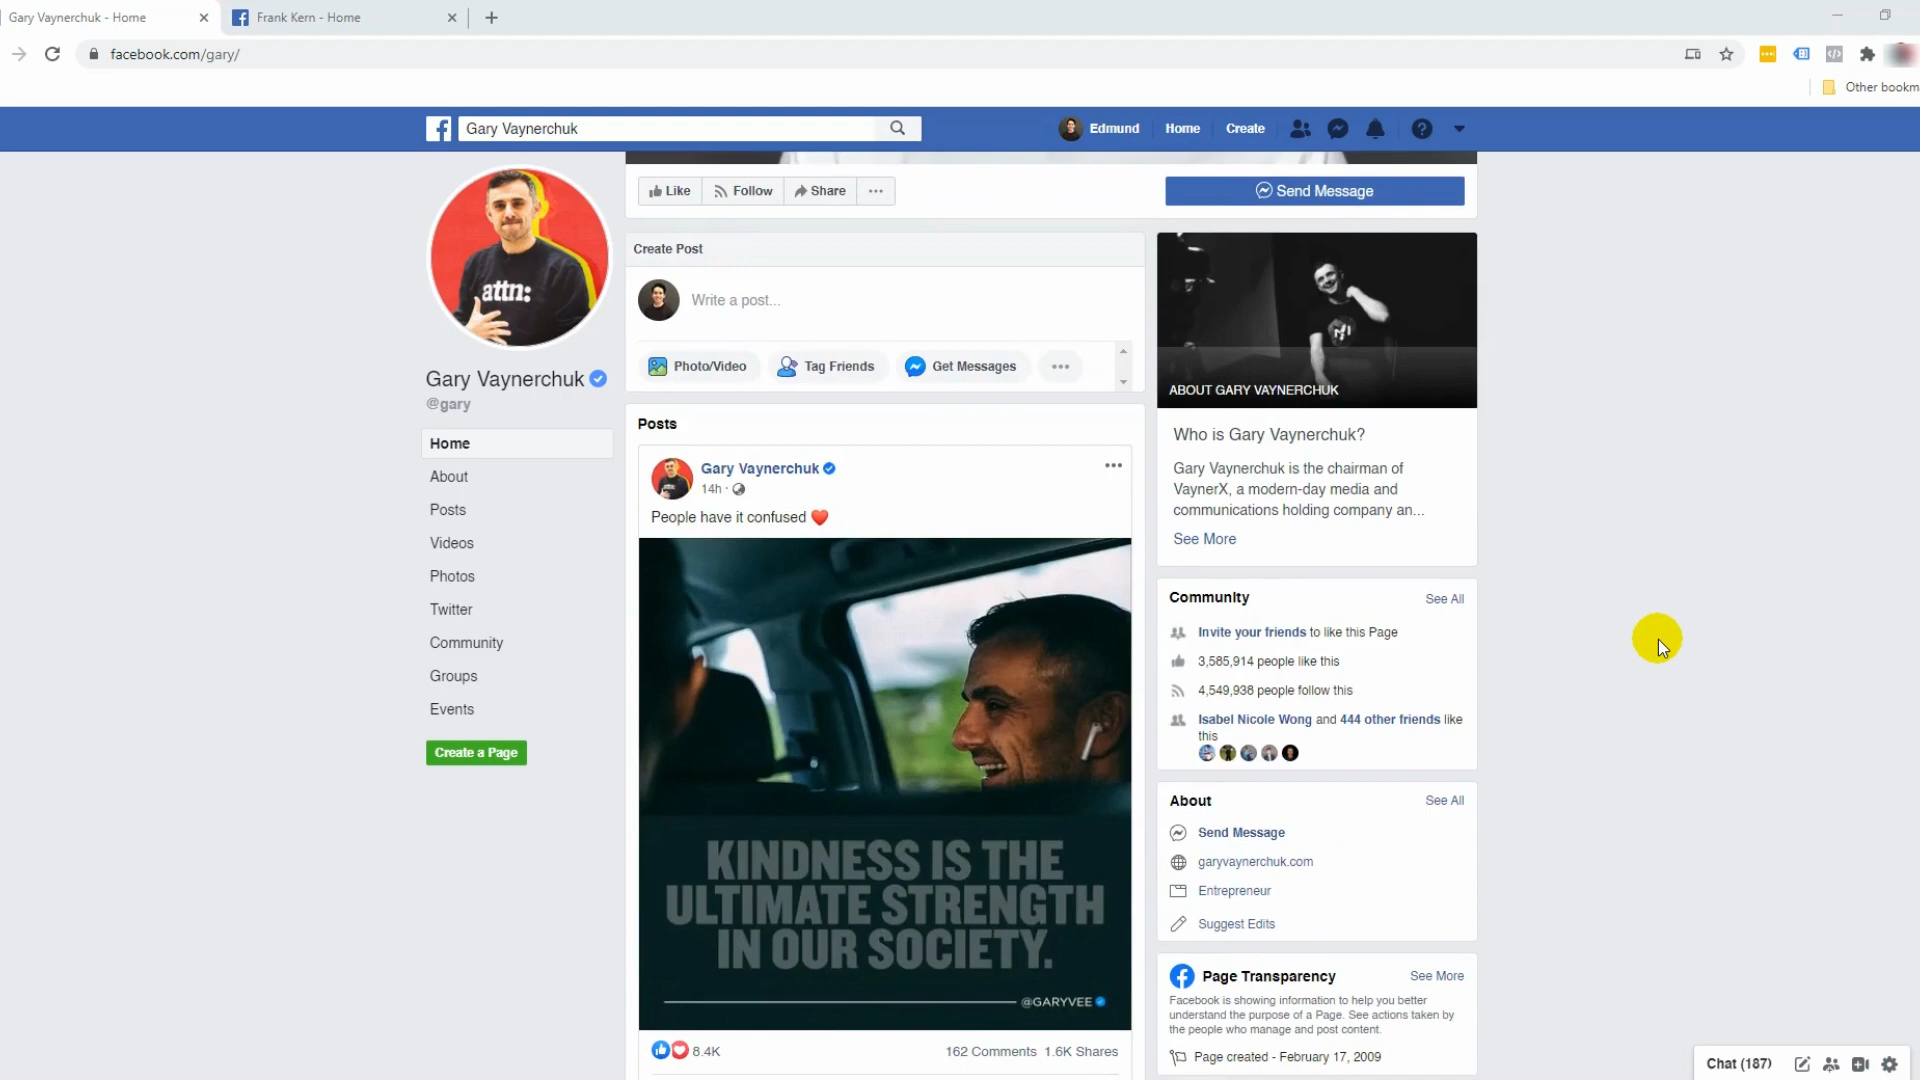 Gary Vaynerchuk - Home
Frank Kern - Home
facebook.com/gary/
Other bookm
Gary Vaynerchuk
Edmund
Home
Create
Like
Follow
Share
Send Message
attn:
Gary Vaynerchuk
@gary
Home
About
Posts
Videos
Photos
Twitter
Community
Groups
Events
Create a Page
Create Post
Write a post...
Photo/Video
Tag Friends
Get Messages
Posts
Gary Vaynerchuk
14h ·
People have it confused
KINDNESS IS THE
ULTIMATE STRENGTH
IN OUR SOCIETY.
@GARYVEE
8.4K
162 Comments 1.6K Shares
ABOUT GARY VAYNERCHUK
Who is Gary Vaynerchuk?
Gary Vaynerchuk is the chairman of
VaynerX, a modern-day media and
communications holding company an...
See More
Community
See All
Invite your friends to like this Page
3,585,914 people like this
4,549,938 people follow this
Isabel Nicole Wong and 444 other friends like
this
About
See All
Send Message
garyvaynerchuk.com
Entrepreneur
Suggest Edits
Page Transparency
See More
Facebook is showing information to help you better
understand the purpose of a Page. See actions taken by
the people who manage and post content.
Page created - February 17, 2009
Chat (187)